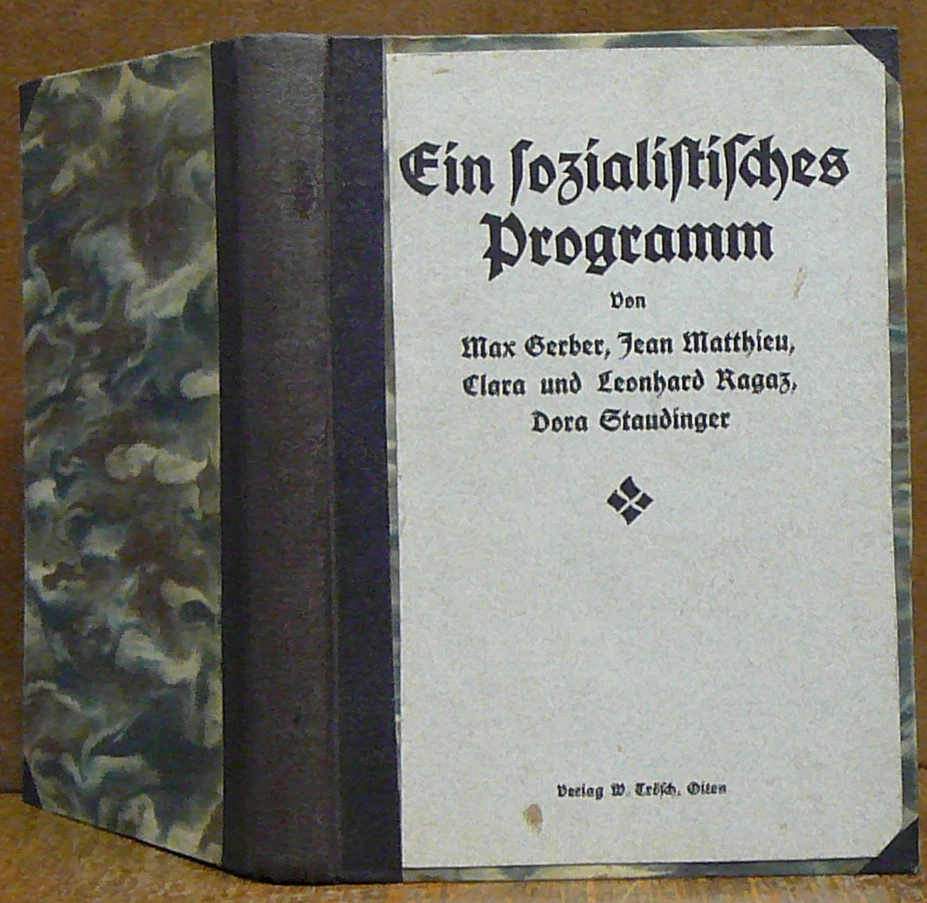 Ein sozialistisches
Programm
Von
Max Gerber, Jean Matthieu,
Clara und Leonhard Ragaz,
Dora Staudinger
Verlag W. Trösch, Olten